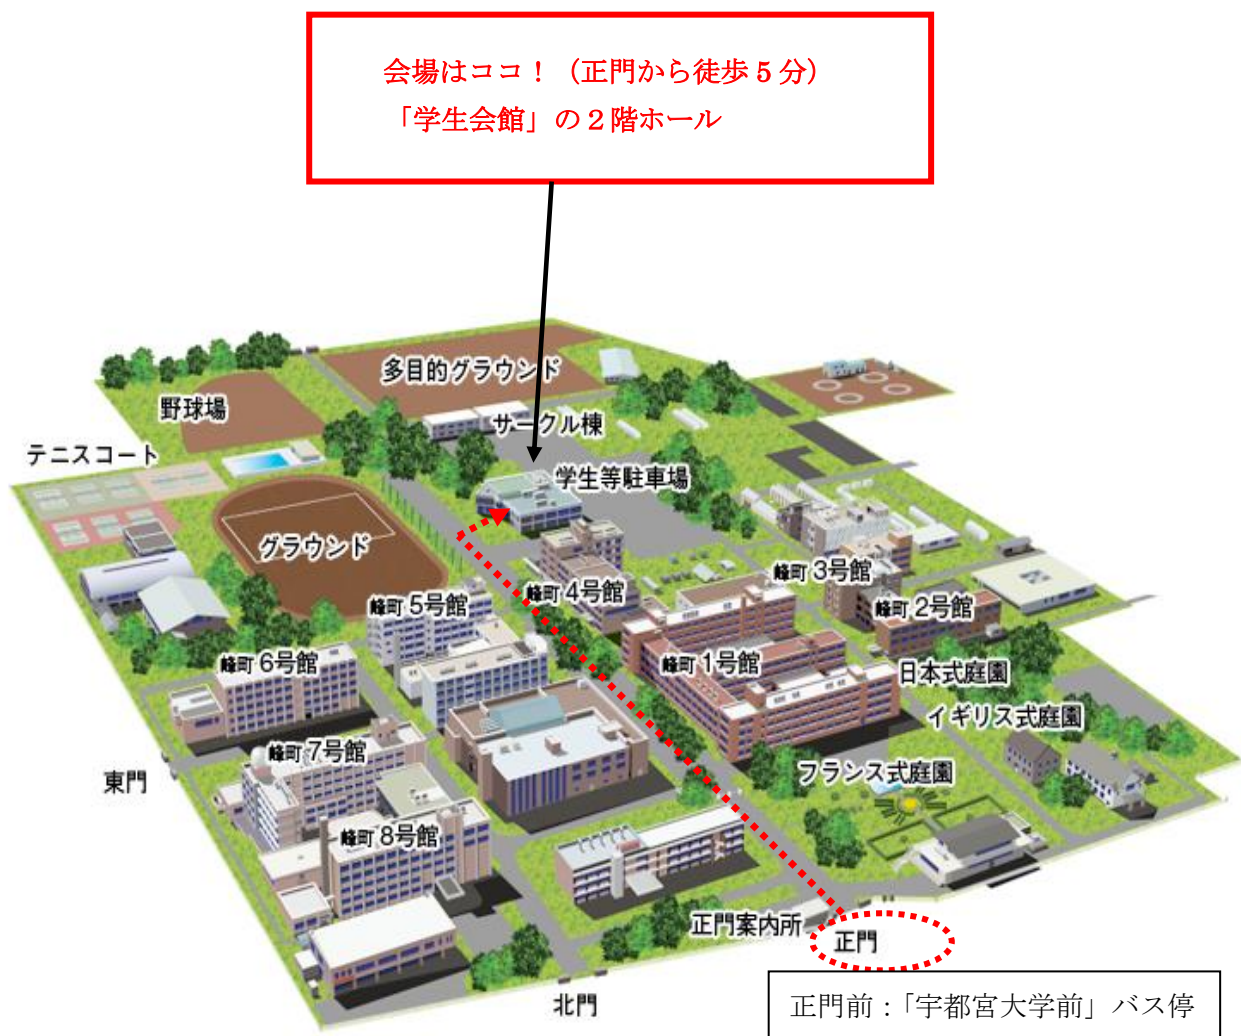 会場はココ！（正門から徒歩５分）
「学生会館」の２階ホール
多目的グラウンド
野球場
サークル棟
テニスコート
学生等駐車場
グラウンド
峰町3号館
峰町4号館
峰町5号館
峰町2号館
峰町6号館
峰町1号館
日本式庭園
イギリス式庭園
峰町7号館
東門
フランス式庭園
峰町8号館
正門案内所
正門
北門
正門前：「宇都宮大学前」バス停